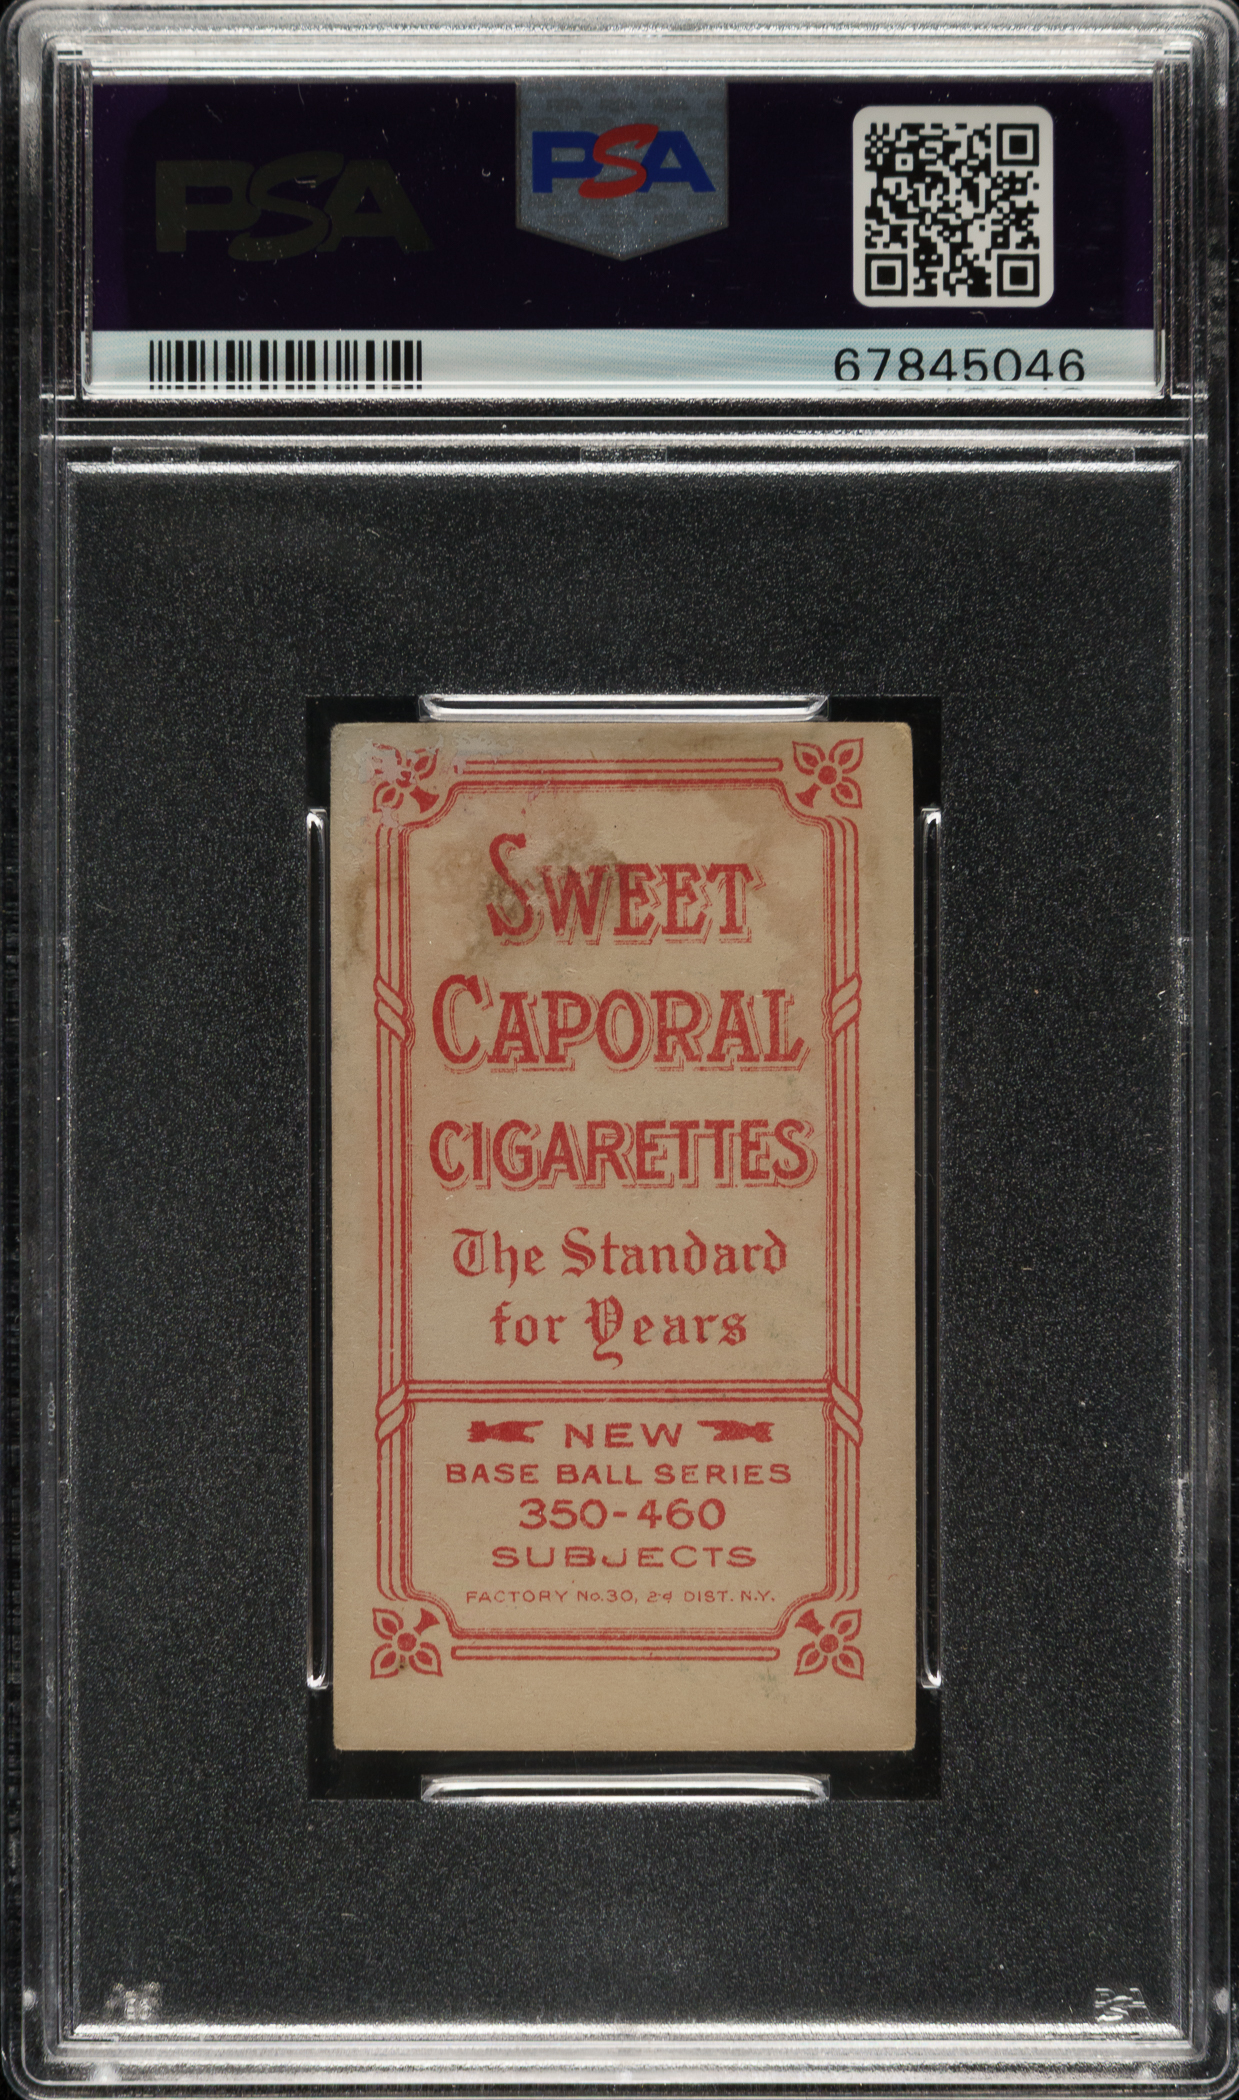 PSA
PSA
67845046
SWEET
CAPORAL
CIGARETTES
The Standard
for Years
NEW
BASE BALL SERIES
350-460
SUBJECTS
FACTORY No.30, 2d DIST. N.Y.
PSA